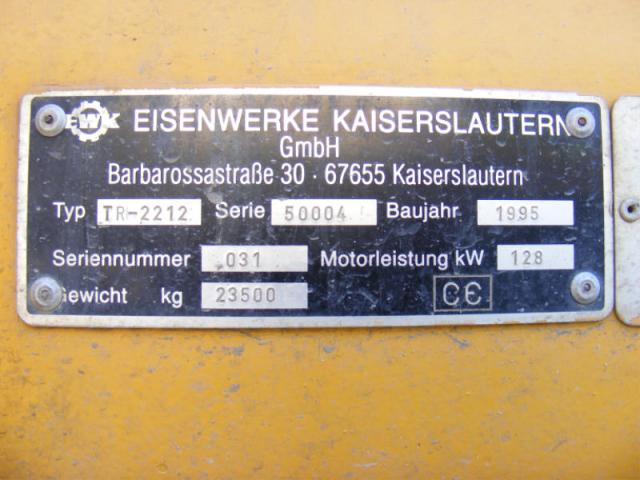 EWK EISENWERKE KAISERSLAUTERN
GmbH
Barbarossastraße 30 · 67655 Kaiserslautern
Typ TR-2212 Serie 50004 Baujahr 1995
Seriennummer 031 Motorleistung kW 128
Gewicht kg 23500 CE